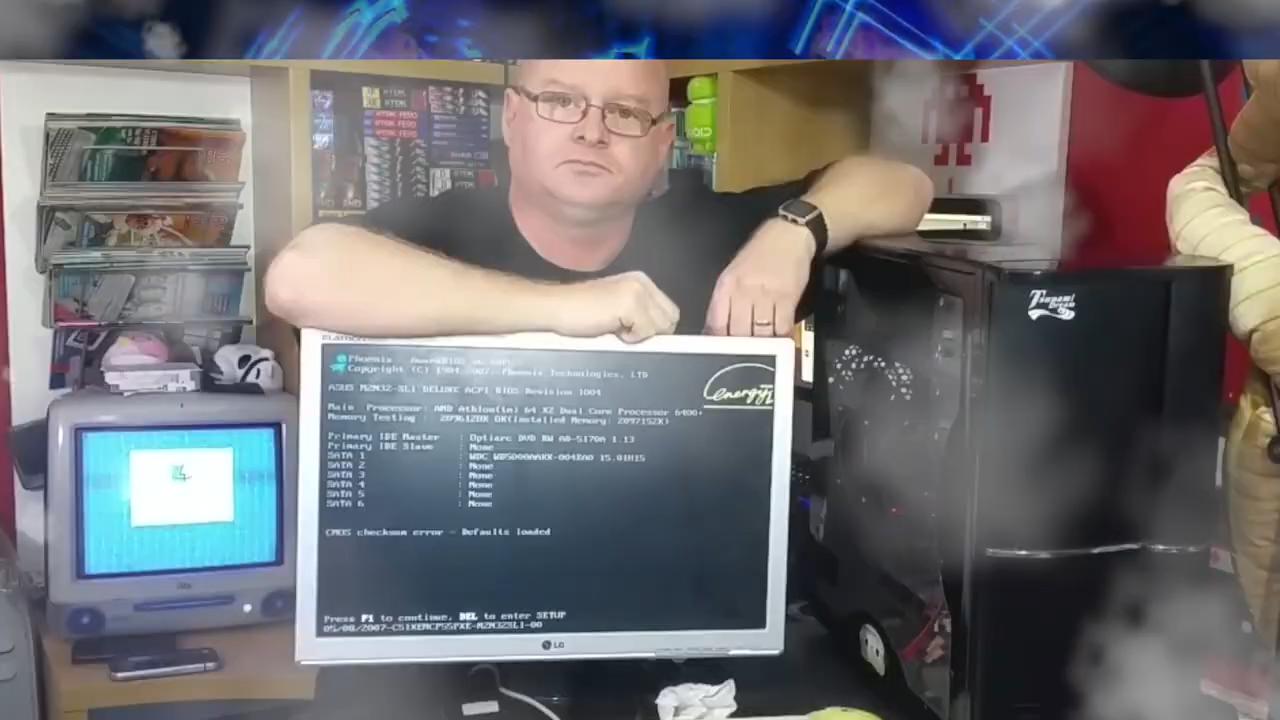 TDK
Tsunami
Dream
Phoenix - AwardBIOS
Copyright (C) 1984-2007, Phoenix Technologies, LTD
energy
ASUS M2N32-SLI DELUXE ACPI BIOS Revision 1004
Main Processor: AMD Athlon(tm) 64 X2 Dual Core Processor 6400+
Memory Testing : 2096128K OK(Installed Memory: 2097152K)
Primary IDE Master : Optiarc DVD RW AD-5170A 1.13
Primary IDE Slave : None
SATA 1 : WDC WD5000AAKX-004EA0 15.01H15
SATA 2 : None
SATA 3 : None
SATA 4 : None
SATA 5 : None
SATA 6 : None
CMOS checksum error - Defaults loaded
Press F1 to continue, DEL to enter SETUP
05/08/2007-C51XEMCP55PXE-M2N32SLI-00
LG